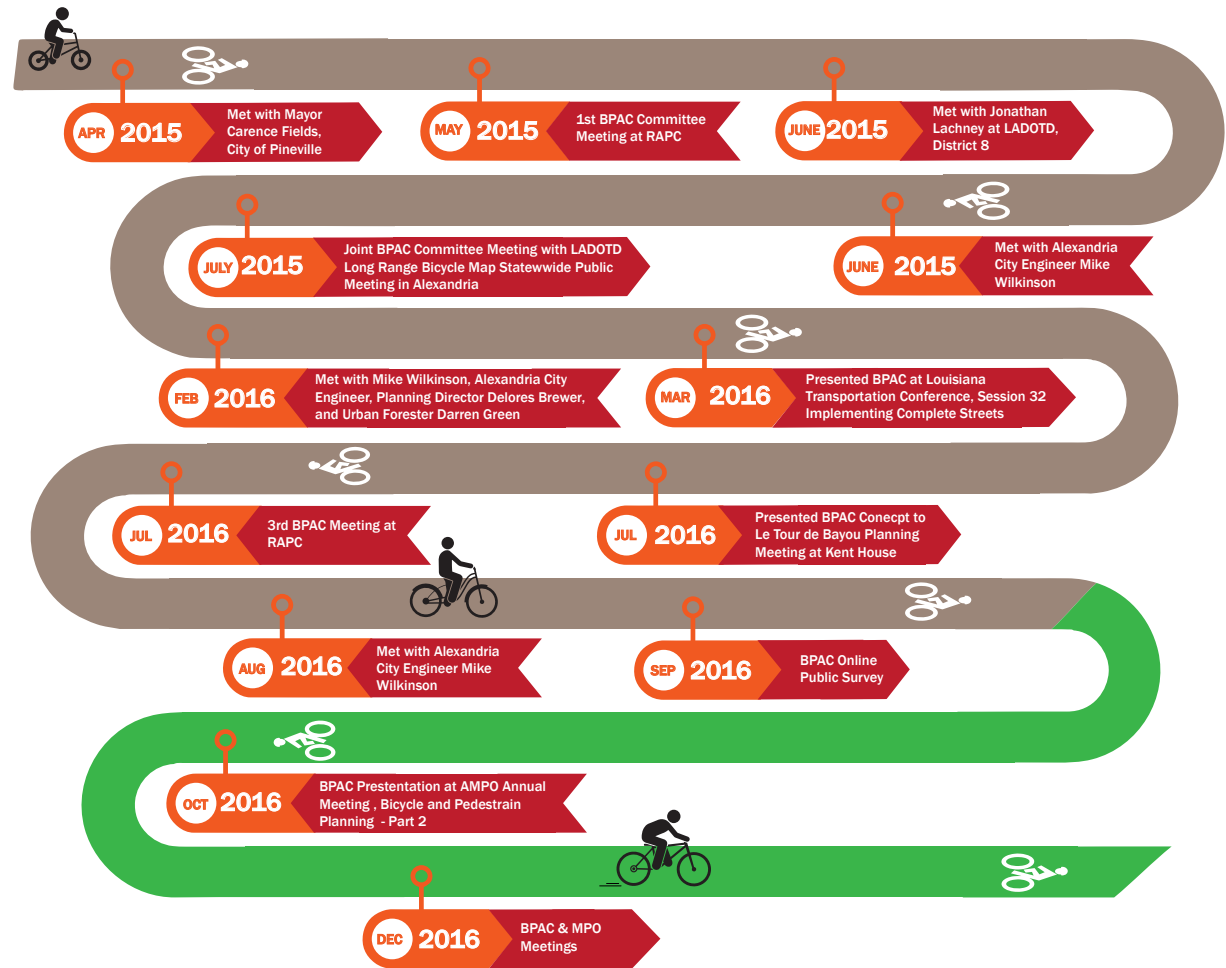 APR 2015
Met with Mayor
Carence Fields,
City of Pineville
MAY 2015
1st BPAC Committee
Meeting at RAPC
JUNE 2015
Met with Jonathan
Lachney at LADOTD,
District 8
JULY 2015
Joint BPAC Committee Meeting with LADOTD
Long Range Bicycle Map Statewwide Public
Meeting in Alexandria
JUNE 2015
Met with Alexandria
City Engineer Mike
Wilkinson
FEB 2016
Met with Mike Wilkinson, Alexandria City
Engineer, Planning Director Delores Brewer,
and Urban Forester Darren Green
MAR 2016
Presented BPAC at Louisiana
Transportation Conference, Session 32
Implementing Complete Streets
JUL 2016
3rd BPAC Meeting at
RAPC
JUL 2016
Presented BPAC Conecpt to
Le Tour de Bayou Planning
Meeting at Kent House
AUG 2016
Met with Alexandria
City Engineer Mike
Wilkinson
SEP 2016
BPAC Online
Public Survey
OCT 2016
BPAC Prestentation at AMPO Annual
Meeting , Bicycle and Pedestrain
Planning - Part 2
DEC 2016
BPAC & MPO
Meetings